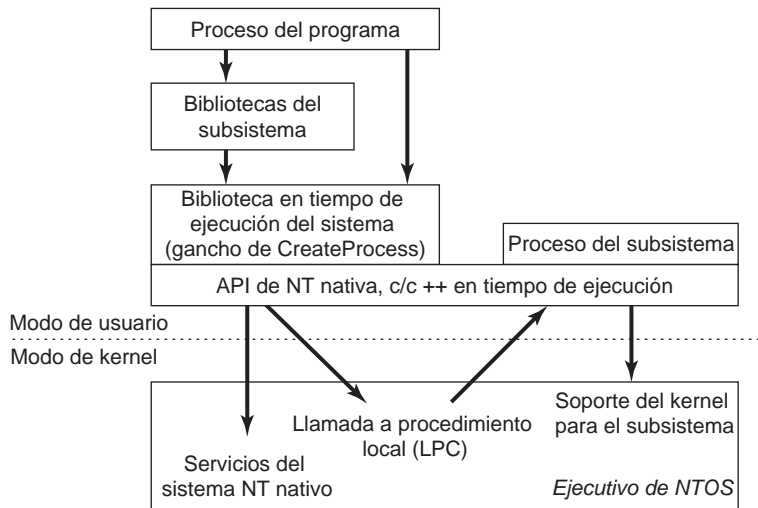 Proceso del programa
Bibliotecas del
subsistema
Biblioteca en tiempo de
ejecución del sistema
(gancho de CreateProcess)
Proceso del subsistema
API de NT nativa, c/c ++ en tiempo de ejecución
Modo de usuario
Modo de kernel
Llamada a procedimiento
local (LPC)
Soporte del kernel
para el subsistema
Servicios del
sistema NT nativo
Ejecutivo de NTOS